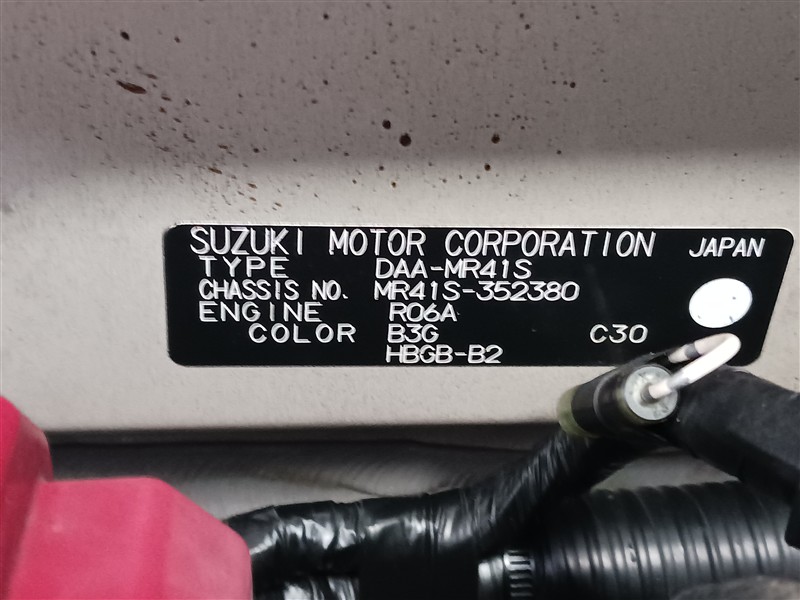 SUZUKI MOTOR CORPORATION JAPAN
TYPE DAA-MR41S
CHASSIS NO. MR41S-352380
ENGINE R06A
COLOR B3G C30
HBGB-B2